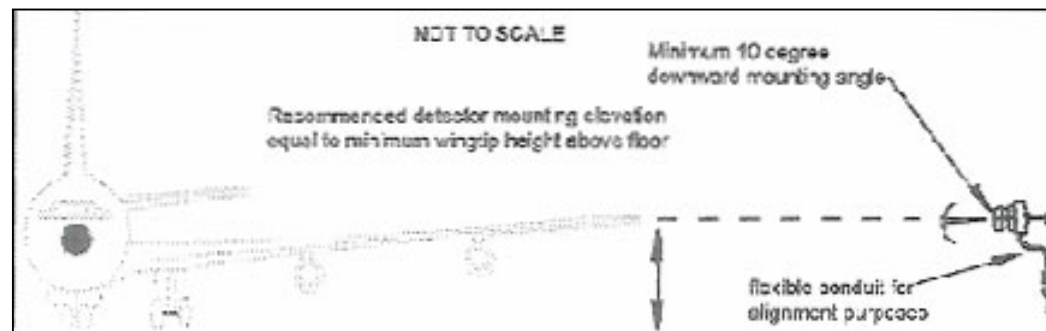 NOT TO SCALE
Minimum 10 degree
downward mounting angle
Recommended detector mounting elevation
equal to minimum wingtip height above floor
flexible conduit for
alignment purposes